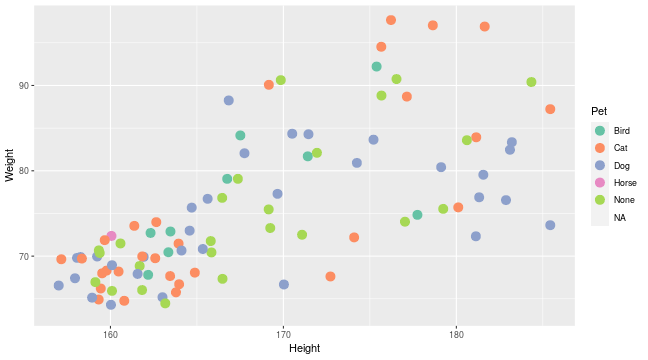 90
80
70
160
170
180
Height
Weight
Pet
Bird
Cat
Dog
Horse
None
NA